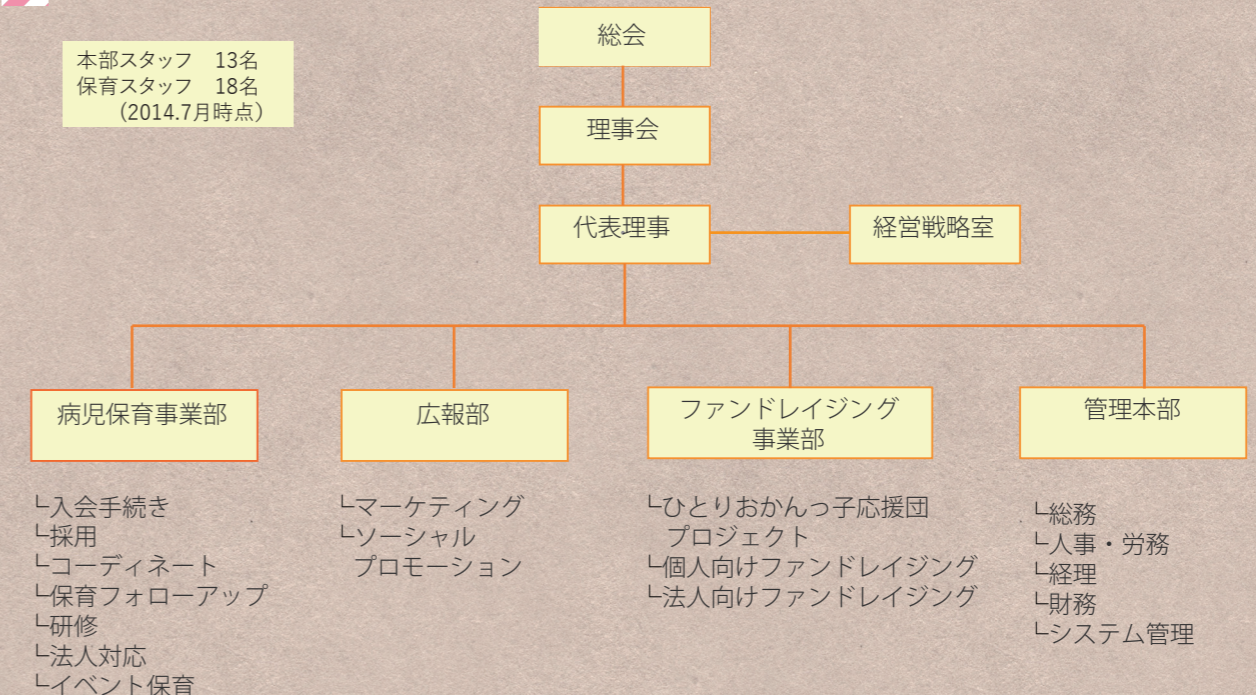 本部スタッフ　13名
保育スタッフ　18名
（2014.7月時点）
総会
理事会
代表理事
経営戦略室
病児保育事業部
└入会手続き
└採用
└コーディネート
└保育フォローアップ
└研修
└法人対応
└イベント保育
広報部
└マーケティング
└ソーシャル
プロモーション
ファンドレイジング
事業部
└ひとりおかんっ子応援団
プロジェクト
└個人向けファンドレイジング
└法人向けファンドレイジング
管理本部
└総務
└人事・労務
└経理
└財務
└システム管理